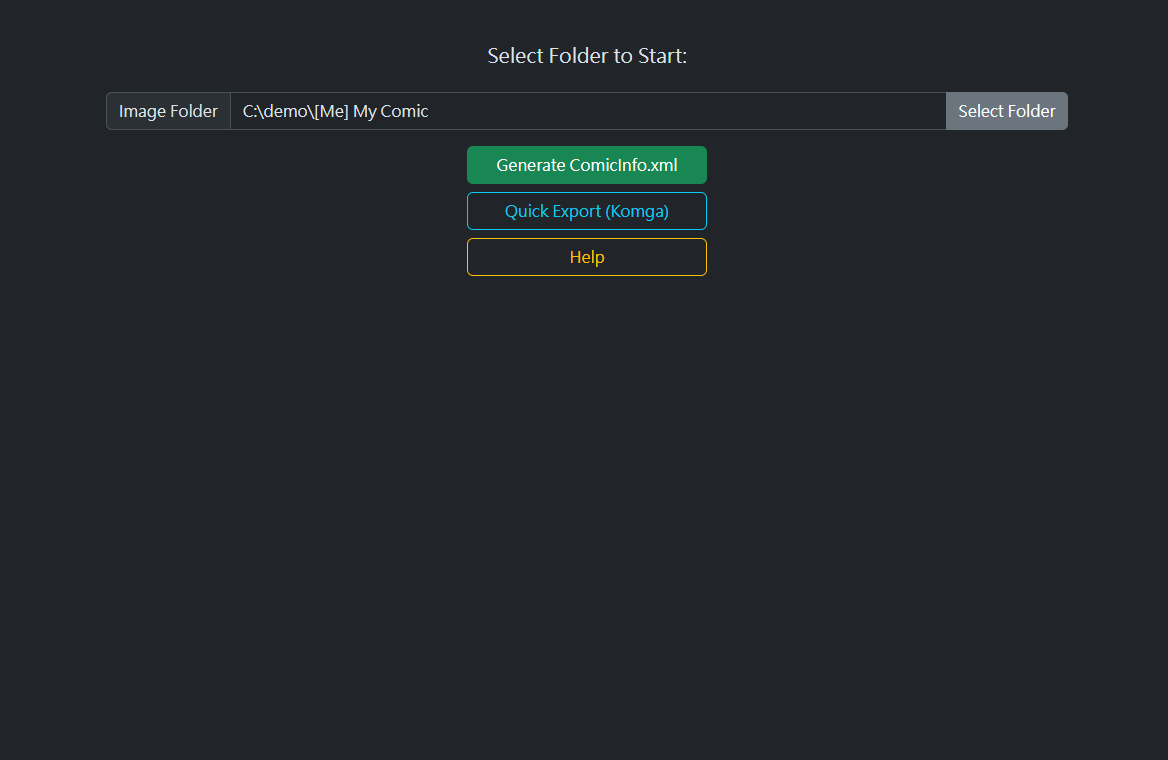 Select Folder to Start:
Image Folder C:\demo\[Me] My Comic Select Folder
Generate ComicInfo.xml
Quick Export (Komga)
Help